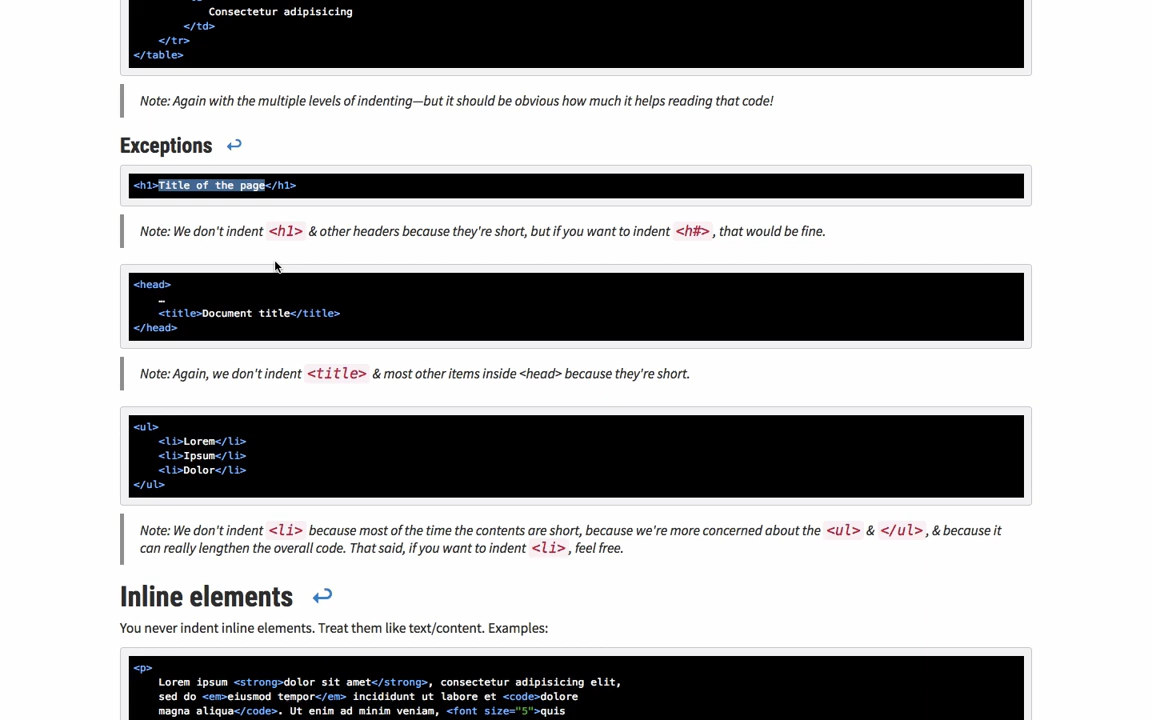 Consectetur adipisicing
</td>
</tr>
</table>
Note: Again with the multiple levels of indenting—but it should be obvious how much it helps reading that code!
Exceptions ↩
<h1>Title of the page</h1>
Note: We don't indent <h1> & other headers because they're short, but if you want to indent <h#>, that would be fine.
<head>
…
<title>Document title</title>
</head>
Note: Again, we don't indent <title> & most other items inside <head> because they're short.
<ul>
<li>Lorem</li>
<li>Ipsum</li>
<li>Dolor</li>
</ul>
Note: We don't indent <li> because most of the time the contents are short, because we're more concerned about the <ul> & </ul>, & because it
can really lengthen the overall code. That said, if you want to indent <li>, feel free.
Inline elements ↩
You never indent inline elements. Treat them like text/content. Examples:
<p>
Lorem ipsum <strong>dolor sit amet</strong>, consectetur adipisicing elit,
sed do <em>eiusmod tempor</em> incididunt ut labore et <code>dolore
magna aliqua</code>. Ut enim ad minim veniam, <font size="5">quis